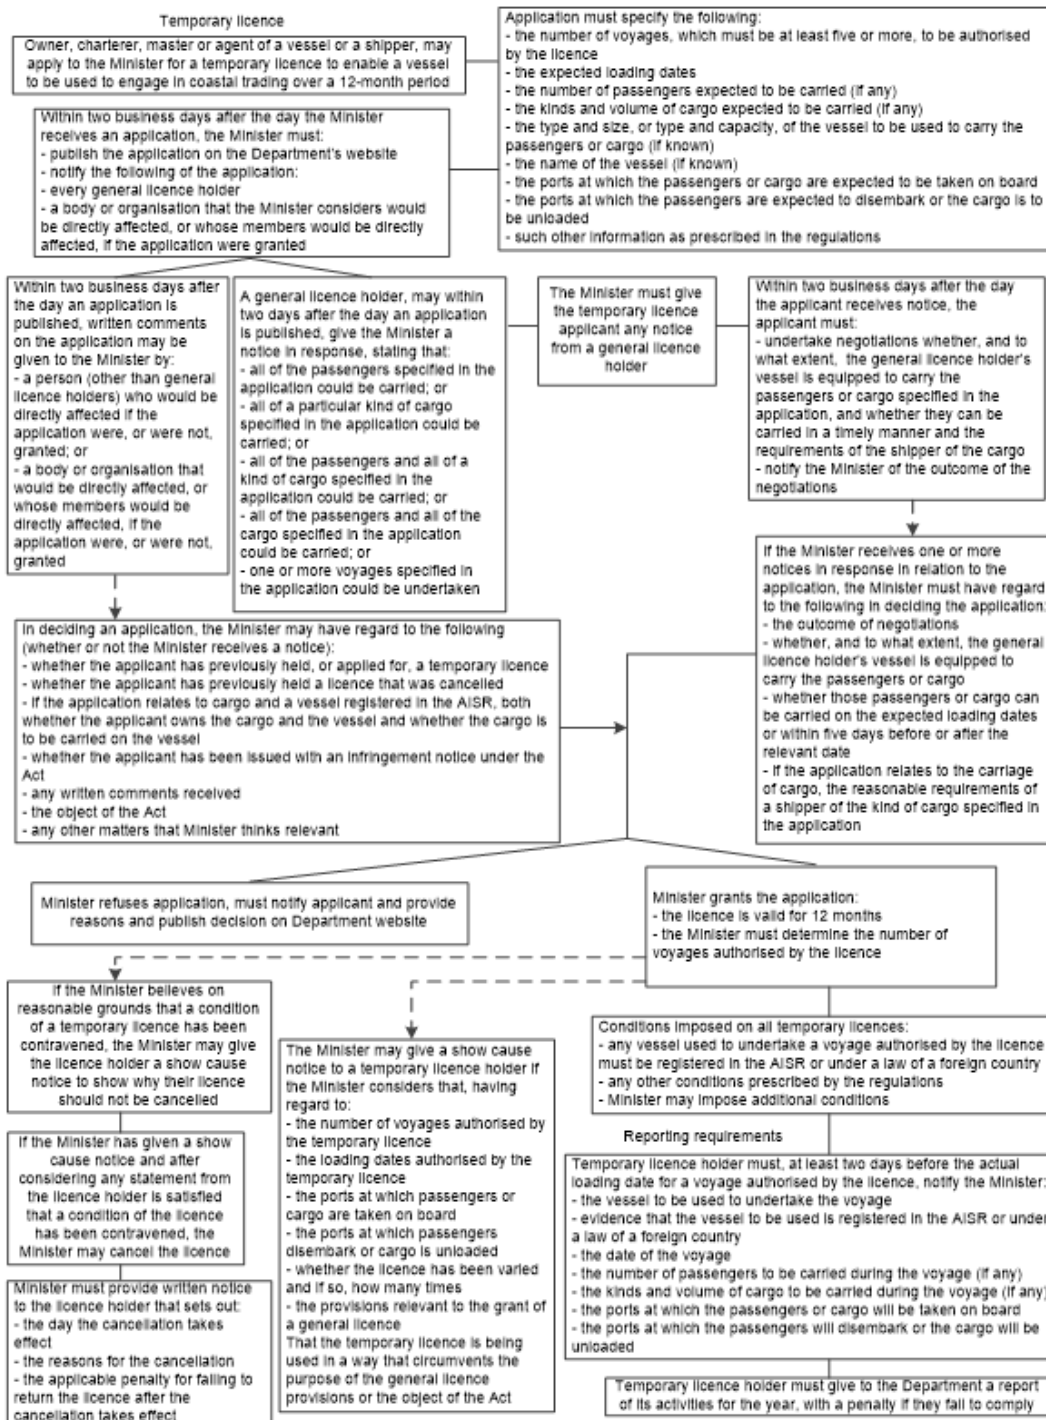 Temporary licence
Owner, charterer, master or agent of a vessel or a shipper, may
apply to the Minister for a temporary licence to enable a vessel
to be used to engage in coastal trading over a 12-month period
Application must specify the following:
- the number of voyages, which must be at least five or more, to be authorised
by the licence
- the expected loading dates
- the number of passengers expected to be carried (if any)
- the kinds and volume of cargo expected to be carried (if any)
- the type and size, or type and capacity, of the vessel to be used to carry the
passengers or cargo (if known)
- the name of the vessel (if known)
- the ports at which the passengers or cargo are expected to be taken on board
- the ports at which the passengers are expected to disembark or the cargo is to
be unloaded
- such other information as prescribed in the regulations
Within two business days after the day the Minister
receives an application, the Minister must:
- publish the application on the Department's website
- notify the following of the application:
- every general licence holder
- a body or organisation that the Minister considers would
be directly affected, or whose members would be directly
affected, if the application were granted
Within two business days after
the day an application is
published, written comments
on the application may be
given to the Minister by:
- a person (other than general
licence holders) who would be
directly affected if the
application were, or were not,
granted; or
- a body or organisation that
would be directly affected, or
whose members would be
directly affected, if the
application were, or were not,
granted
A general licence holder, may within
two days after the day an application
is published, give the Minister a
notice in response, stating that:
- all of the passengers specified in the
application could be carried; or
- all of a particular kind of cargo
specified in the application could be
carried; or
- all of the passengers and all of a
kind of cargo specified in the
application could be carried; or
- all of the passengers and all of the
cargo specified in the application
could be carried; or
- one or more voyages specified in
the application could be undertaken
The Minister must give
the temporary licence
applicant any notice
from a general licence
holder
Within two business days after the day
the applicant receives notice, the
applicant must:
- undertake negotiations whether, and to
what extent, the general licence holder's
vessel is equipped to carry the
passengers or cargo specified in the
application, and whether they can be
carried in a timely manner and the
requirements of the shipper of the cargo
- notify the Minister of the outcome of the
negotiations
If the Minister receives one or more
notices in response in relation to the
application, the Minister must have regard
to the following in deciding the application:
- the outcome of negotiations
- whether, and to what extent, the general
licence holder's vessel is equipped to
carry the passengers or cargo
- whether those passengers or cargo can
be carried on the expected loading dates
or within five days before or after the
relevant date
- if the application relates to the carriage
of cargo, the reasonable requirements of
a shipper of the kind of cargo specified in
the application
In deciding an application, the Minister may have regard to the following
(whether or not the Minister receives a notice):
- whether the applicant has previously held, or applied for, a temporary licence
- whether the applicant has previously held a licence that was cancelled
- if the application relates to cargo and a vessel registered in the AISR, both
whether the applicant owns the cargo and the vessel and whether the cargo is
to be carried on the vessel
- whether the applicant has been issued with an infringement notice under the
Act
- any written comments received
- the object of the Act
- any other matters that Minister thinks relevant
Minister refuses application, must notify applicant and provide
reasons and publish decision on Department website
Minister grants the application:
- the licence is valid for 12 months
- the Minister must determine the number of
voyages authorised by the licence
If the Minister believes on
reasonable grounds that a condition
of a temporary licence has been
contravened, the Minister may give
the licence holder a show cause
notice to show why their licence
should not be cancelled
If the Minister has given a show
cause notice and after
considering any statement from
the licence holder is satisfied
that a condition of the licence
has been contravened, the
Minister may cancel the licence
Minister must provide written notice
to the licence holder that sets out:
- the day the cancellation takes
effect
- the reasons for the cancellation
- the applicable penalty for failing to
return the licence after the
cancellation takes effect
The Minister may give a show cause
notice to a temporary licence holder if
the Minister considers that, having
regard to:
- the number of voyages authorised by
the temporary licence
- the loading dates authorised by the
temporary licence
- the ports at which passengers or
cargo are taken on board
- the ports at which passengers
disembark or cargo is unloaded
- whether the licence has been varied
and if so, how many times
- the provisions relevant to the grant of
a general licence
That the temporary licence is being
used in a way that circumvents the
purpose of the general licence
provisions or the object of the Act
Conditions imposed on all temporary licences:
- any vessel used to undertake a voyage authorised by the licence
must be registered in the AISR or under a law of a foreign country
- any other conditions prescribed by the regulations
- Minister may impose additional conditions
Reporting requirements
Temporary licence holder must, at least two days before the actual
loading date for a voyage authorised by the licence, notify the Minister:
- the vessel to be used to undertake the voyage
- evidence that the vessel to be used is registered in the AISR or under
a law of a foreign country
- the date of the voyage
- the number of passengers to be carried during the voyage (if any)
- the kinds and volume of cargo to be carried during the voyage (if any)
- the ports at which the passengers or cargo will be taken on board
- the ports at which the passengers will disembark or the cargo will be
unloaded
Temporary licence holder must give to the Department a report
of its activities for the year, with a penalty if they fail to comply